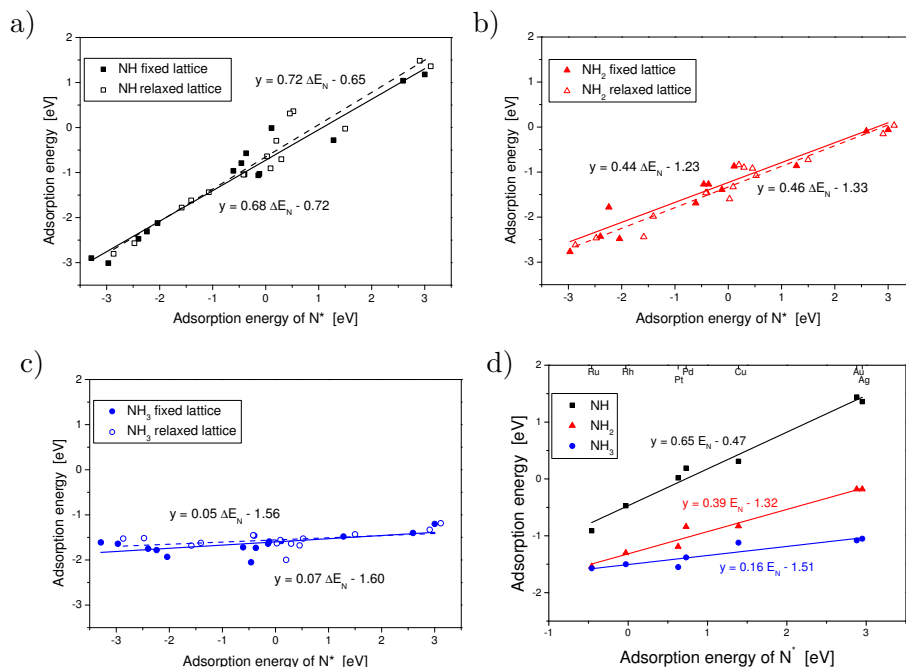 a)
2
1
0
-1
-2
-3
-3 -2 -1 0 1 2 3
Adsorption energy [eV]
Adsorption energy of N* [eV]
NH fixed lattice
NH relaxed lattice
y = 0.72 ΔE_N - 0.65
y = 0.68 ΔE_N - 0.72
b)
2
1
0
-1
-2
-3
-3 -2 -1 0 1 2 3
Adsorption energy [eV]
Adsorption energy of N* [eV]
NH₂ fixed lattice
NH₂ relaxed lattice
y = 0.44 ΔE_N - 1.23
y = 0.46 ΔE_N - 1.33
c)
2
1
0
-1
-2
-3
-3 -2 -1 0 1 2 3
Adsorption energy [eV]
Adsorption energy of N* [eV]
NH₃ fixed lattice
NH₃ relaxed lattice
y = 0.05 ΔE_N - 1.56
y = 0.07 ΔE_N - 1.60
d)
Ru Rh Pt Pd Cu Au Ag
2
1
0
-1
-2
-1 0 1 2 3
Adsorption energy [eV]
Adsorption energy of N* [eV]
NH
NH₂
NH₃
y = 0.65 E_N - 0.47
y = 0.39 E_N - 1.32
y = 0.16 E_N - 1.51